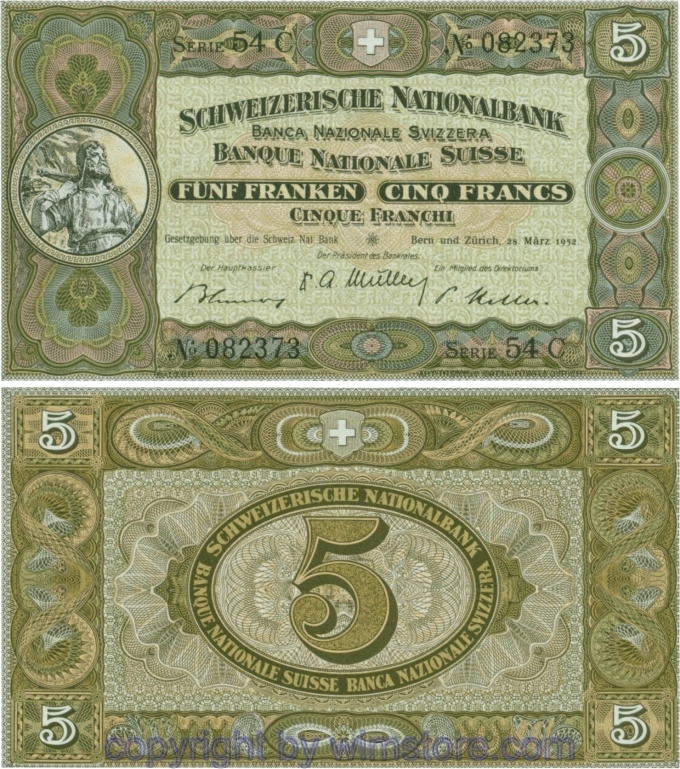 SERIE 54 C
№ 082373
5
SCHWEIZERISCHE NATIONALBANK
BANCA NAZIONALE SVIZZERA
BANQUE NATIONALE SUISSE
FÜNF FRANKEN CINQ FRANCS
CINQUE FRANCHI
Gesetzgebung über die Schweiz. Nat. Bank
Bern und Zürich, 28. März 1952
Der Präsident des Bankrates.
Der Hauptkassier
Ein Mitglied des Direktoriums
№ 082373
SERIE 54 C
5
5
5
SCHWEIZERISCHE NATIONALBANK
5
BANQUE NATIONALE SUISSE BANCA NAZIONALE SVIZZERA
5
5
copyright by wimstore.com